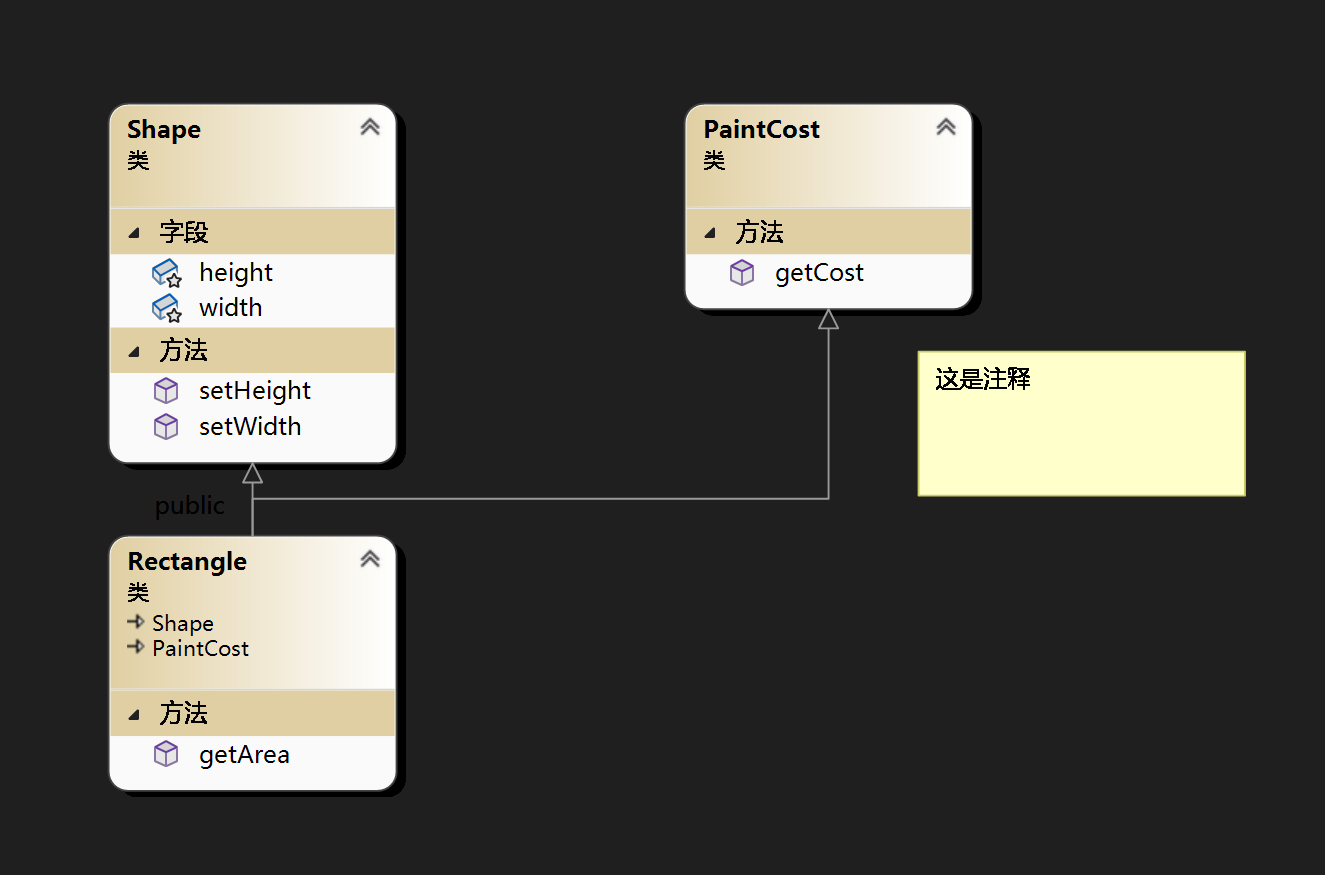 Shape
类
字段
height
width
方法
setHeight
setWidth
PaintCost
类
方法
getCost
这是注释
public
Rectangle
类
Shape
PaintCost
方法
getArea